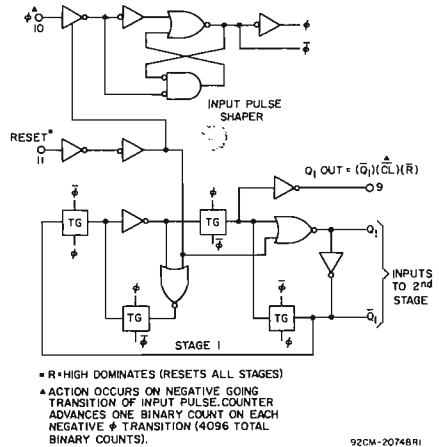 φ▲
10
φ
φ̄
INPUT PULSE
SHAPER
RESET■
11
Q1 OUT = (Q̄1)(C̄L̄▲)(R̄)
9
φ̄
TG
φ
φ
TG
φ̄
Q1
INPUTS
TO 2nd
STAGE
φ
TG
φ̄
φ̄
TG
φ
Q̄1
STAGE 1
■ R=HIGH DOMINATES (RESETS ALL STAGES)
▲ ACTION OCCURS ON NEGATIVE GOING
TRANSITION OF INPUT PULSE.COUNTER
ADVANCES ONE BINARY COUNT ON EACH
NEGATIVE φ TRANSITION (4096 TOTAL
BINARY COUNTS).
92CM-20748R1